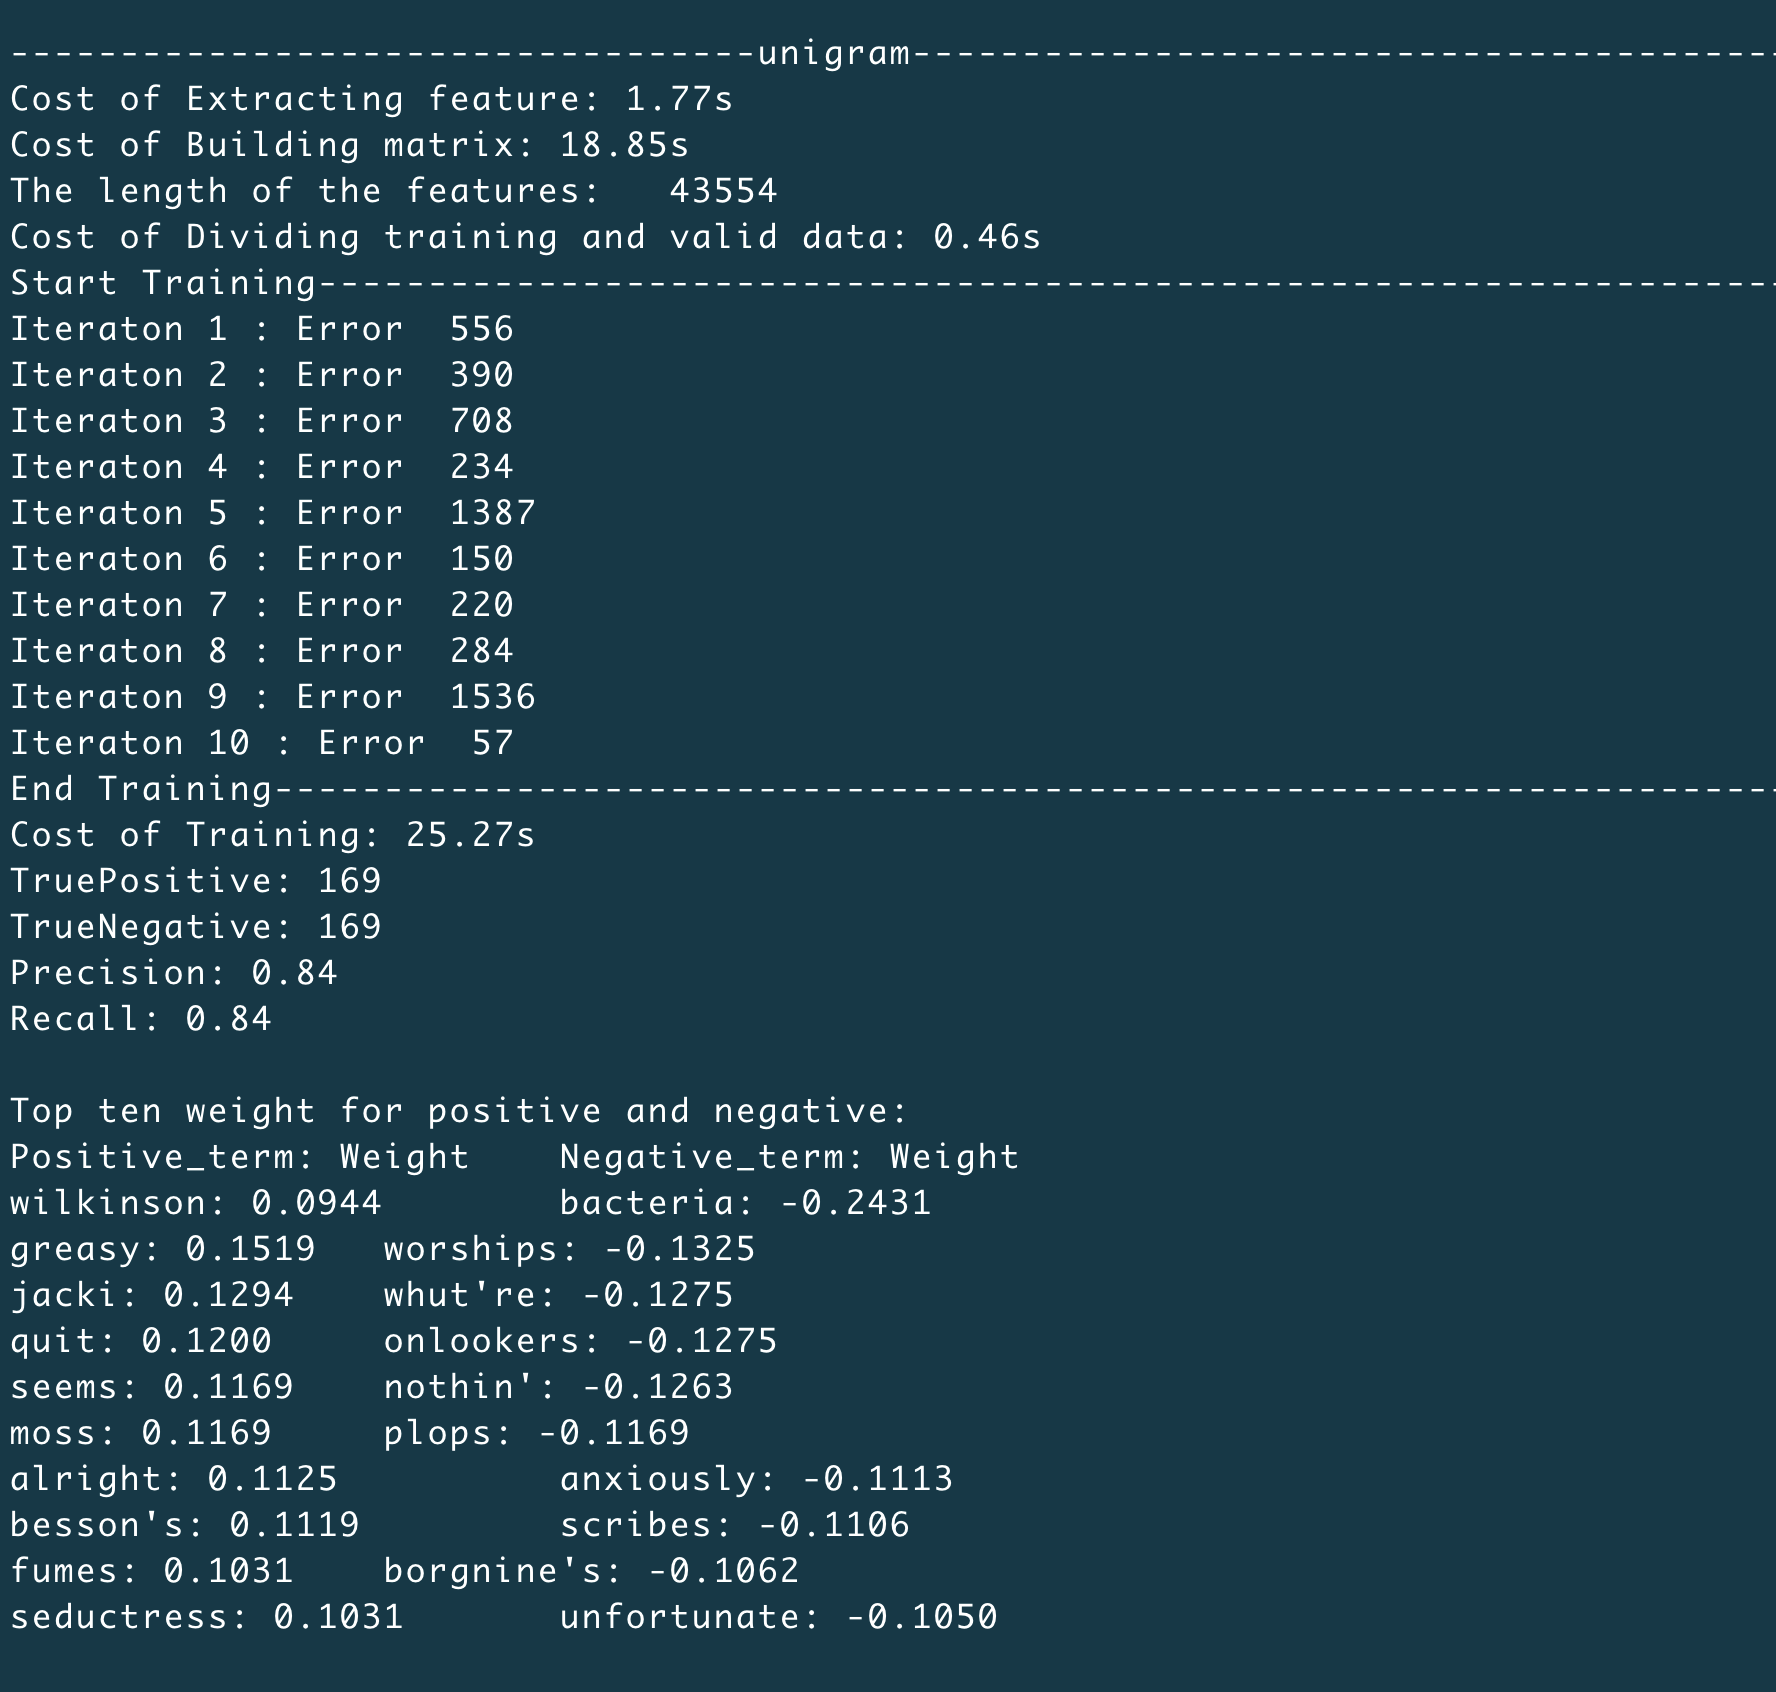 ----------------------------------unigram----------------------------------------
Cost of Extracting feature: 1.77s
Cost of Building matrix: 18.85s
The length of the features:   43554
Cost of Dividing training and valid data: 0.46s
Start Training-------------------------------------------------------------------
Iteraton 1 : Error  556
Iteraton 2 : Error  390
Iteraton 3 : Error  708
Iteraton 4 : Error  234
Iteraton 5 : Error  1387
Iteraton 6 : Error  150
Iteraton 7 : Error  220
Iteraton 8 : Error  284
Iteraton 9 : Error  1536
Iteraton 10 : Error  57
End Training---------------------------------------------------------------------
Cost of Training: 25.27s
TruePositive: 169
TrueNegative: 169
Precision: 0.84
Recall: 0.84
Top ten weight for positive and negative:
Positive_term: Weight    Negative_term: Weight
wilkinson: 0.0944        bacteria: -0.2431
greasy: 0.1519   worships: -0.1325
jacki: 0.1294    whut're: -0.1275
quit: 0.1200     onlookers: -0.1275
seems: 0.1169    nothin': -0.1263
moss: 0.1169     plops: -0.1169
alright: 0.1125          anxiously: -0.1113
besson's: 0.1119         scribes: -0.1106
fumes: 0.1031    borgnine's: -0.1062
seductress: 0.1031       unfortunate: -0.1050